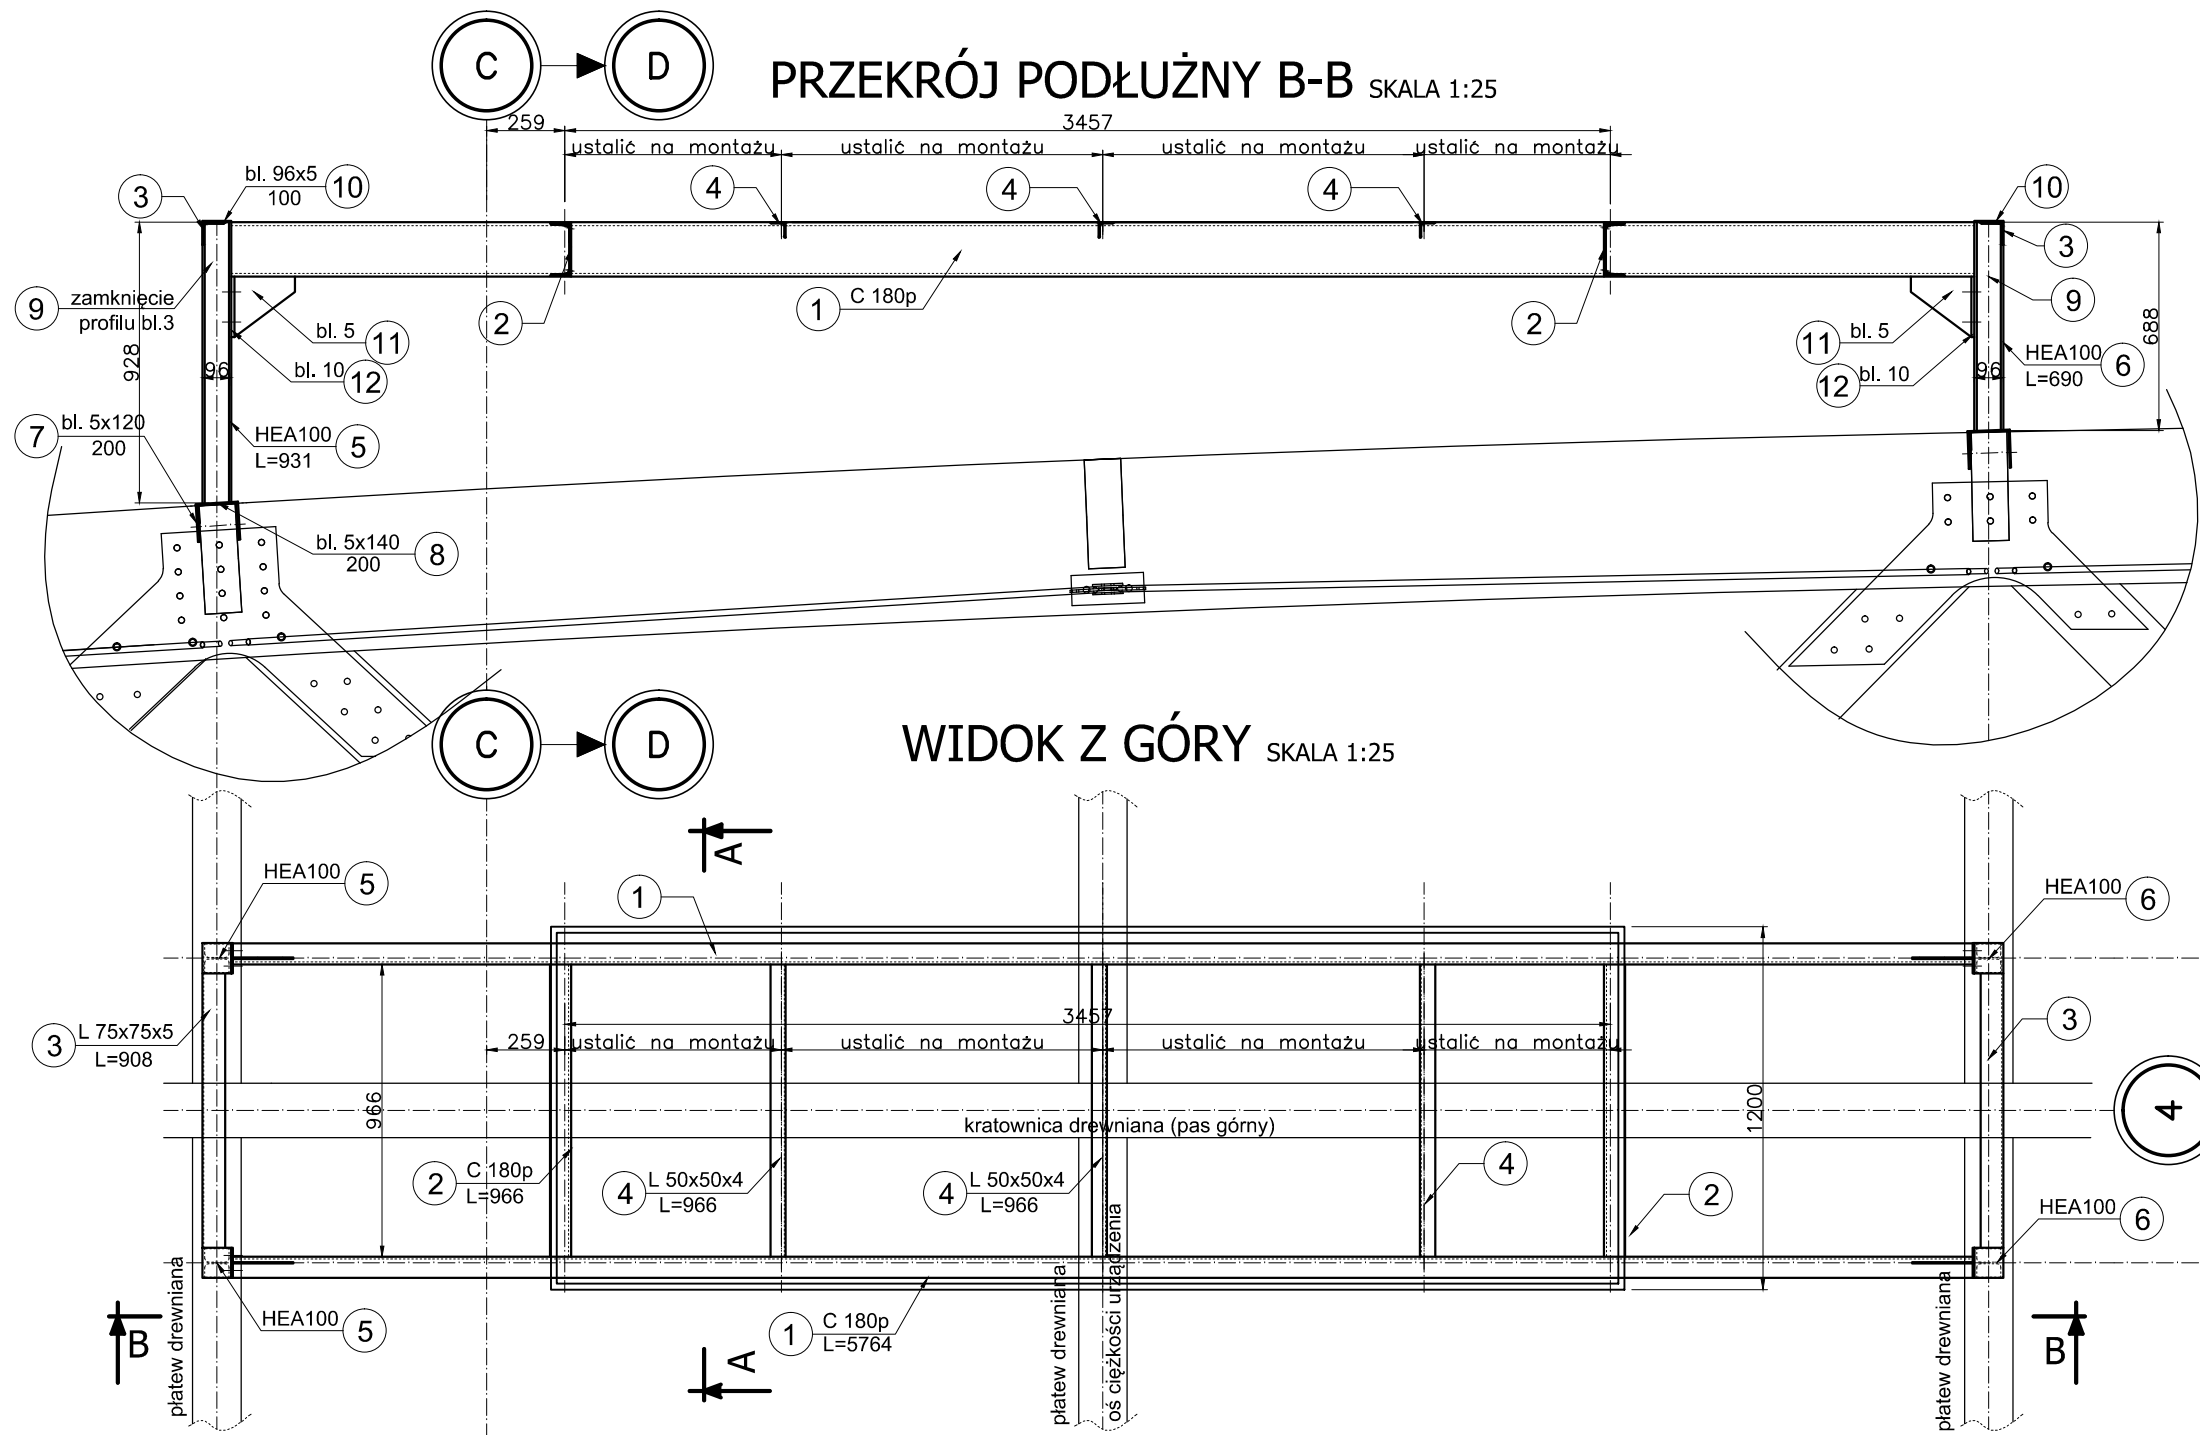 C
D
PRZEKRÓJ PODŁUŻNY B-B SKALA 1:25
259
3457
ustalić na montażu
ustalić na montażu
ustalić na montażu
ustalić na montażu
3
bl. 96x5
100
10
4
4
4
10
3
9
zamkniecie
profilu bl.3
2
1
C 180p
2
9
bl. 5
11
bl. 10
12
928
96
11
bl. 5
12
bl. 10
96
HEA100
L=690
6
688
7
bl. 5x120
200
HEA100
L=931
5
bl. 5x140
200
8
C
D
WIDOK Z GÓRY SKALA 1:25
A
HEA100
5
1
HEA100
6
3
L 75x75x5
L=908
3457
259
ustalić na montażu
ustalić na montażu
ustalić na montażu
ustalić na montażu
3
966
1200
4
kratownica drewniana (pas górny)
2
C 180p
L=966
4
L 50x50x4
L=966
4
L 50x50x4
L=966
4
2
HEA100
6
płatew drewniana
płatew drewniana
oś ciężkości urządzenia
płatew drewniana
B
HEA100
5
A
1
C 180p
L=5764
B